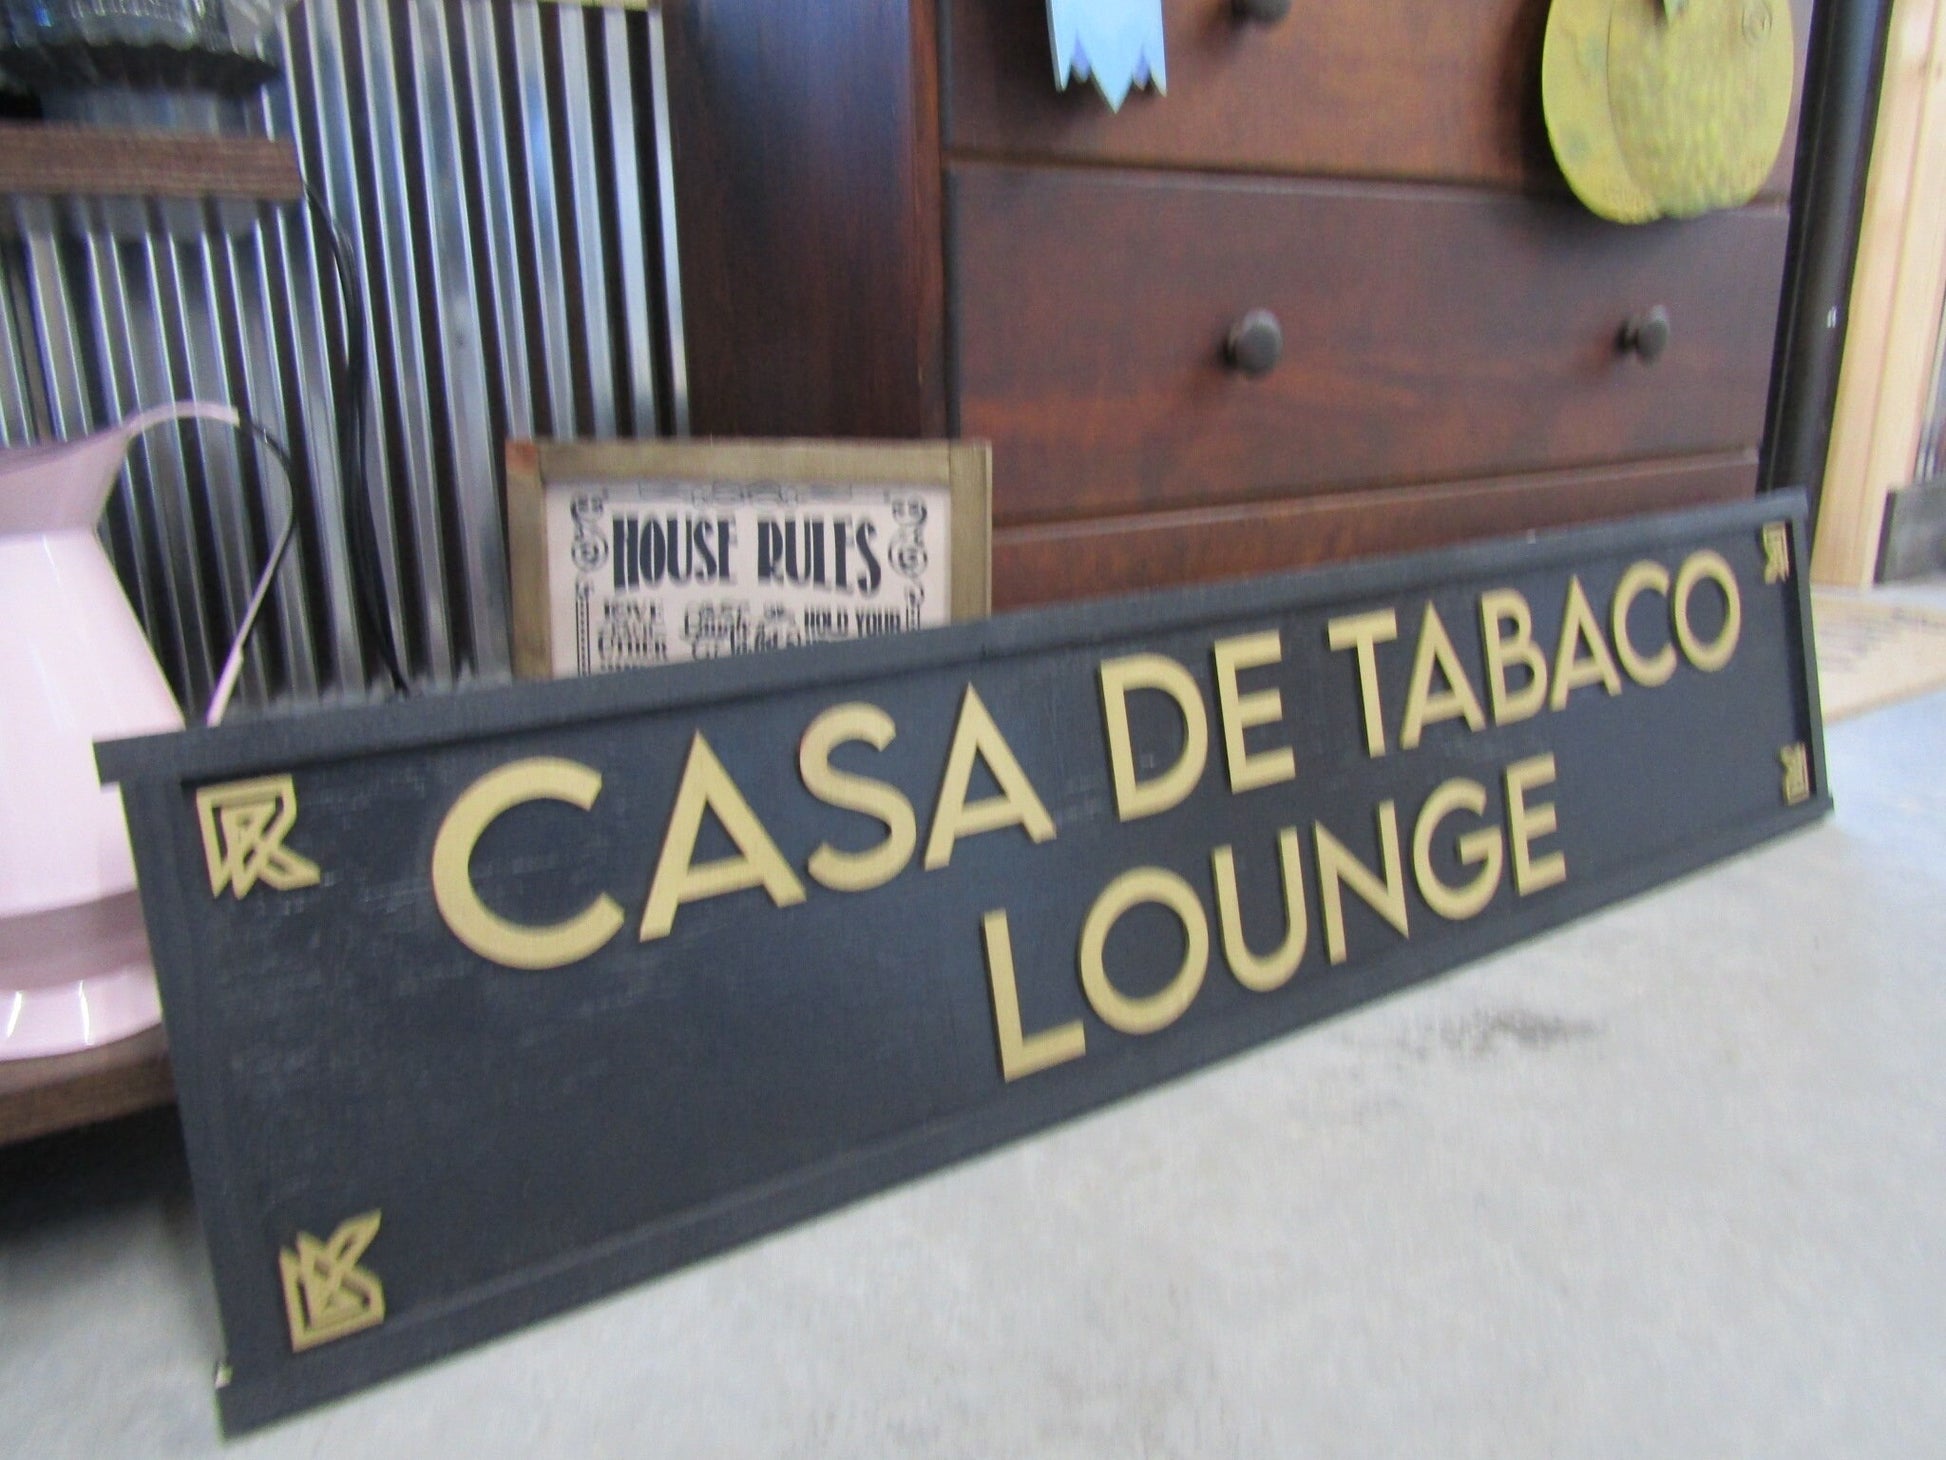 HOUSE RULES
HOLD YOUR
CASA DE TABACO
LOUNGE